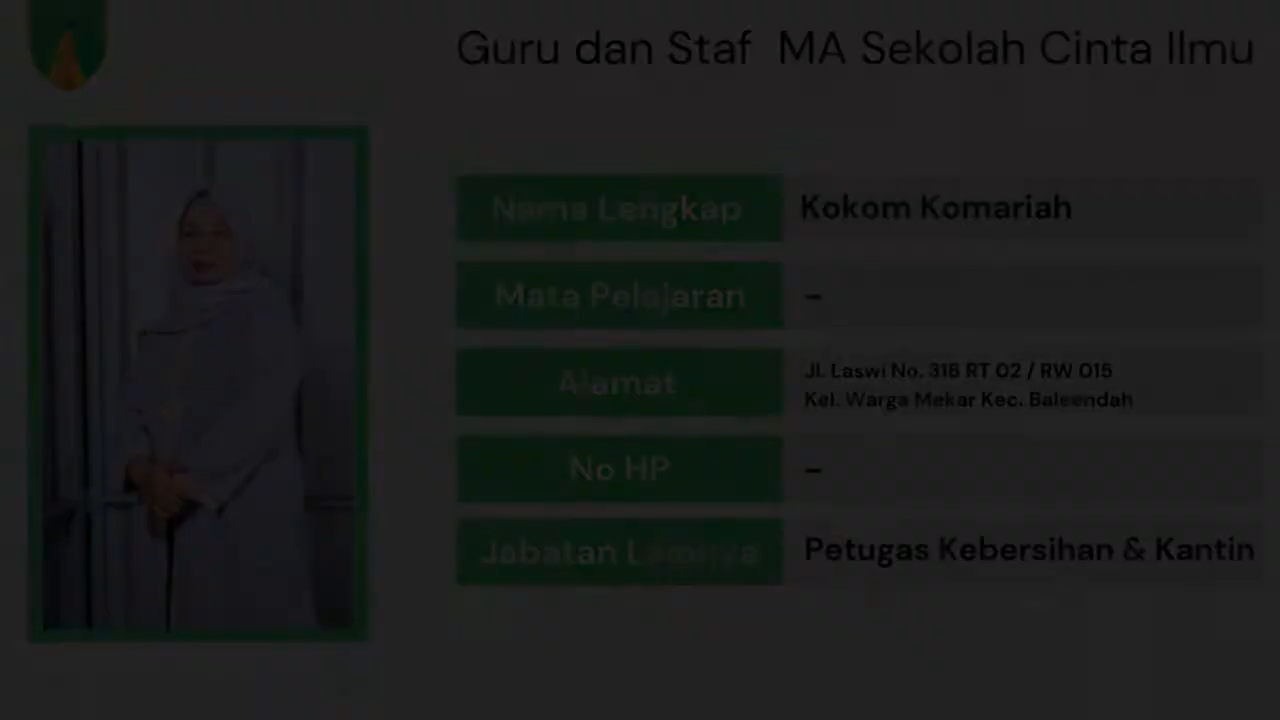 Guru dan Staf MA Sekolah Cinta Ilmu
Nama Lengkap
Kokom Komariah
Mata Pelajaran
-
Alamat
Jl. Laswi No. 316 RT 02 / RW 015
Kel. Warga Mekar Kec. Baleendah
No HP
-
Jabatan Lainnya
Petugas Kebersihan & Kantin